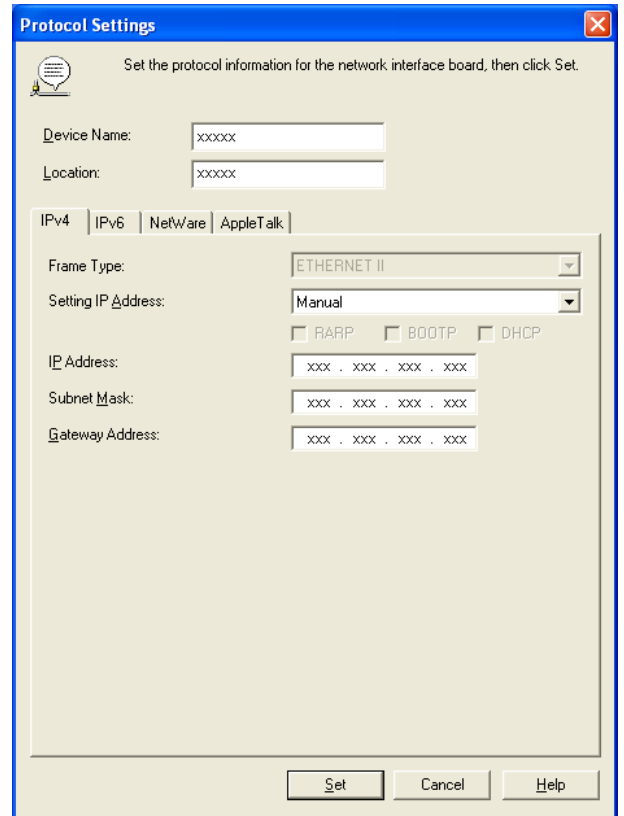 Protocol Settings
Set the protocol information for the network interface board, then click Set.
Device Name: xxxxx
Location: xxxxx
IPv4 IPv6 NetWare AppleTalk
Frame Type: ETHERNET II
Setting IP Address: Manual
RARP BOOTP DHCP
IP Address: xxx . xxx . xxx . xxx
Subnet Mask: xxx . xxx . xxx . xxx
Gateway Address: xxx . xxx . xxx . xxx
Set Cancel Help